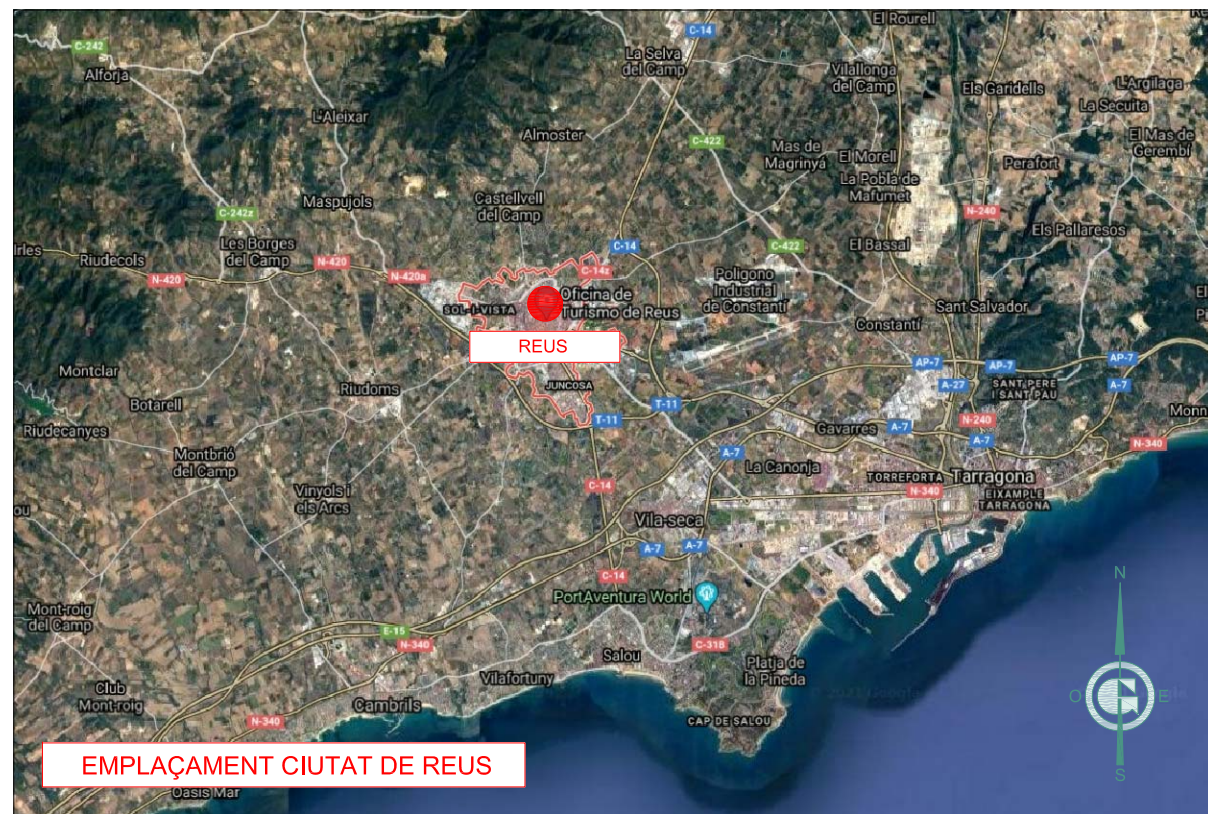 El Rourell
C-14
C-242
La Selva
del Camp
Alforja
Vilallonga
del Camp
Els Garidells
L'Argilaga
La Secuita
L'Aleixar
Almoster
C-422
Mas de
Magrinyá
El Morell
Perafort
El Mas de
Gerembí
La Pobla de
Mafumet
Maspujols
Castellvell
del Camp
C-242z
N-240
Els Pallaresos
Irles
Riudecols
Les Borges
del Camp
N-420
N-420
N-420a
C-14
C-14z
C-422
El Bassal
Poligono
Industrial
de Constantí
SOL-I-VISTA
Oficina de
Turismo de Reus
Sant Salvador
Constantí
REUS
Montclar
Botarell
Riudoms
JUNCOSA
AP-7
AP-7
AP-7
A-27
A-7
SANT PERE
I SANT PAU
T-11
T-11
Riudecanyes
N-240
Gavarres
A-7
A-7
N-340
Montbrió
del Camp
A-7
La Canonja
TORREFORTA
Tarragona
Vinyols i
els Arcs
C-14
N-340
EIXAMPLE
TARRAGONA
Vila-seca
A-7
A-7
C-14
PortAventura World
Mont-roig
del Camp
E-15
N-340
C-31B
Salou
Platja de
la Pineda
Vilafortuny
Club
Mont-roig
Cambrils
N-340
CAP DE SALOU
N
O
E
S
EMPLAÇAMENT CIUTAT DE REUS
Oasis Mar